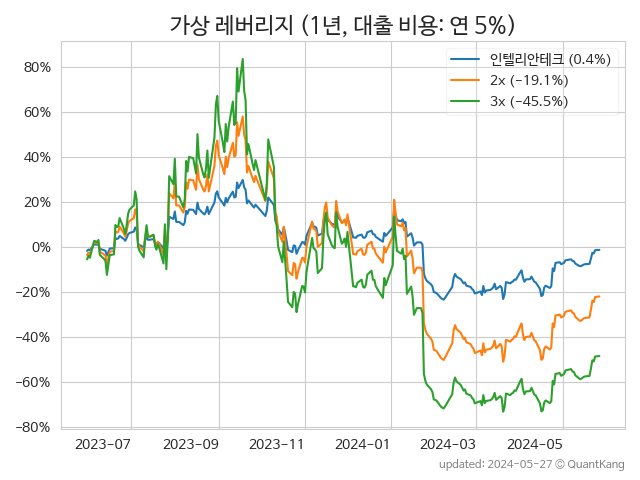 가상 레버리지 (1년, 대출 비용: 연 5%)
인텔리안테크 (0.4%)
2x (−19.1%)
3x (−45.5%)
80%
60%
40%
20%
0%
−20%
−40%
−60%
−80%
2023-07 2023-09 2023-11 2024-01 2024-03 2024-05
updated: 2024-05-27 © QuantKang